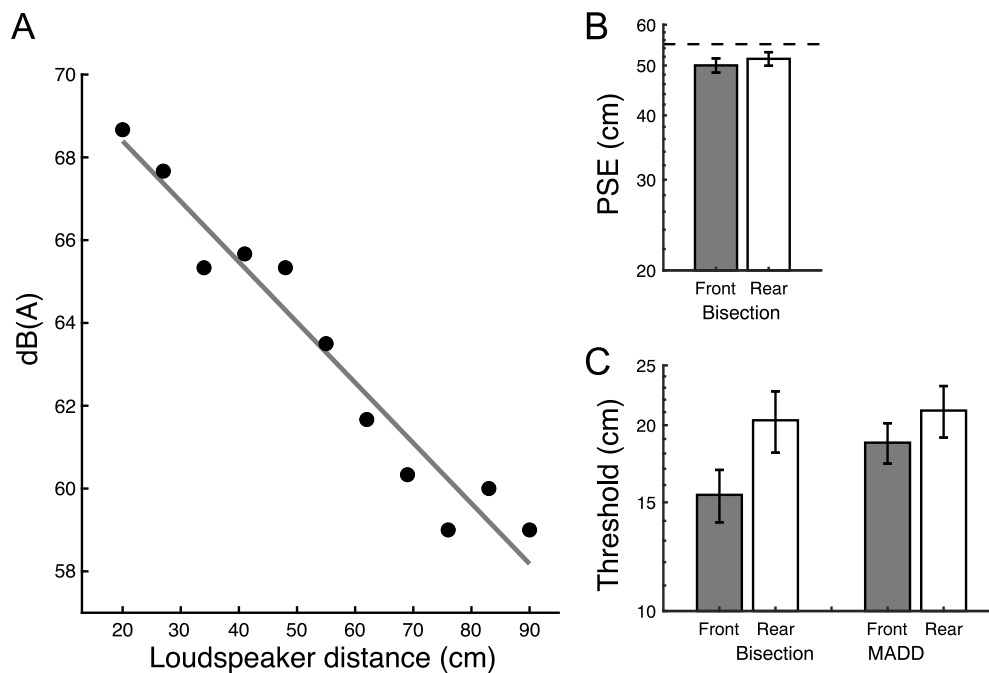 A
70
68
66
64
62
60
58
dB(A)
20 30 40 50 60 70 80 90
Loudspeaker distance (cm)
B
60
50
40
30
20
PSE (cm)
Front Rear
Bisection
C
25
20
15
10
Threshold (cm)
Front Rear Front Rear
Bisection MADD